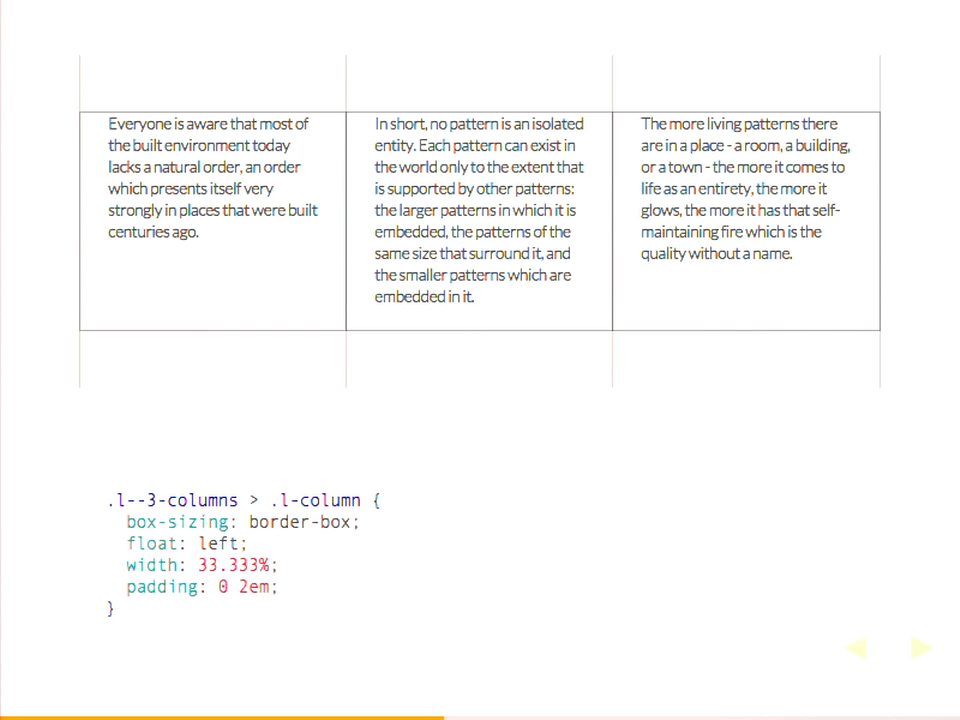 Everyone is aware that most of
the built environment today
lacks a natural order, an order
which presents itself very
strongly in places that were built
centuries ago.
In short, no pattern is an isolated
entity. Each pattern can exist in
the world only to the extent that
is supported by other patterns:
the larger patterns in which it is
embedded, the patterns of the
same size that surround it, and
the smaller patterns which are
embedded in it.
The more living patterns there
are in a place - a room, a building,
or a town - the more it comes to
life as an entirety, the more it
glows, the more it has that self-
maintaining fire which is the
quality without a name.
.l--3-columns > .l-column {
  box-sizing: border-box;
  float: left;
  width: 33.333%;
  padding: 0 2em;
}